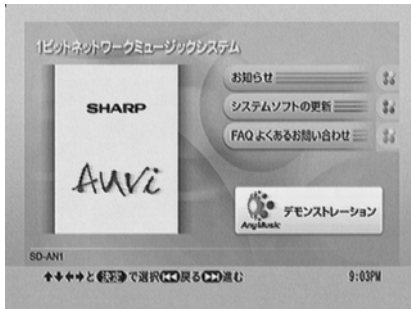 1ビットネットワークミュージックシステム
お知らせ
SHARP
システムソフトの更新
FAQ よくあるお問い合わせ
Auvi
AnyMusic
デモンストレーション
SD-AN1
↑↓←→と決定で選択 戻る 進む
9:03PM